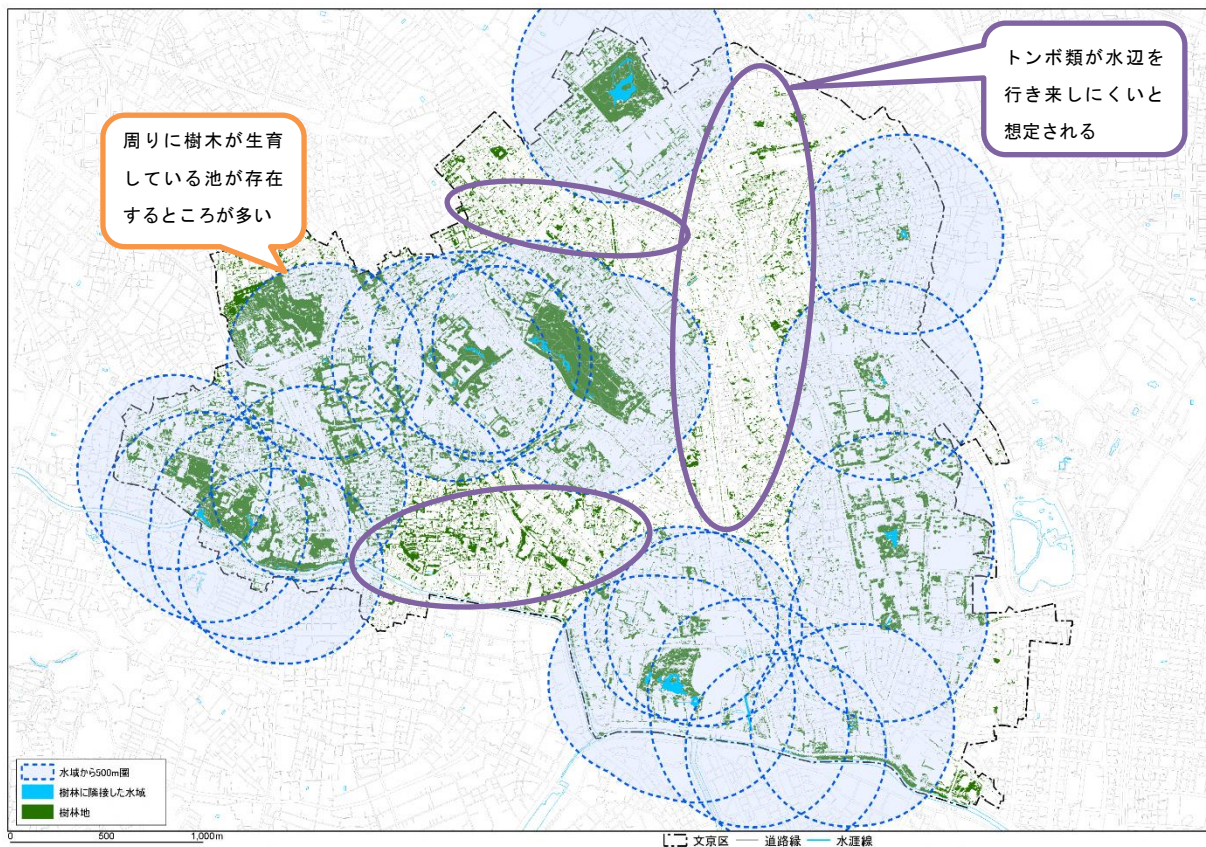 トンボ類が水辺を
行き来しにくいと
想定される
周りに樹木が生育
している池が存在
するところが多い
水域から500m圏
樹林に隣接した水域
樹林地
0 500 1,000m
文京区 道路縁 水涯線